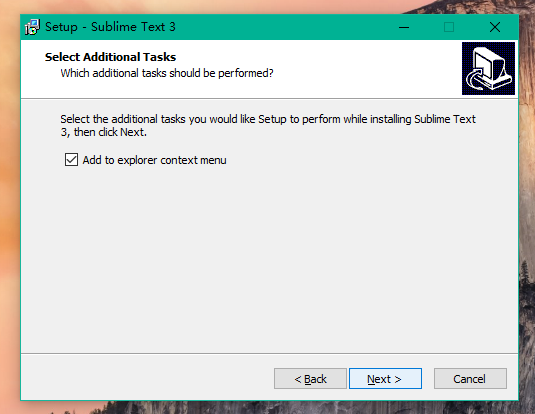 Setup - Sublime Text 3
Select Additional Tasks
Which additional tasks should be performed?
Select the additional tasks you would like Setup to perform while installing Sublime Text
3, then click Next.
Add to explorer context menu
< Back
Next >
Cancel